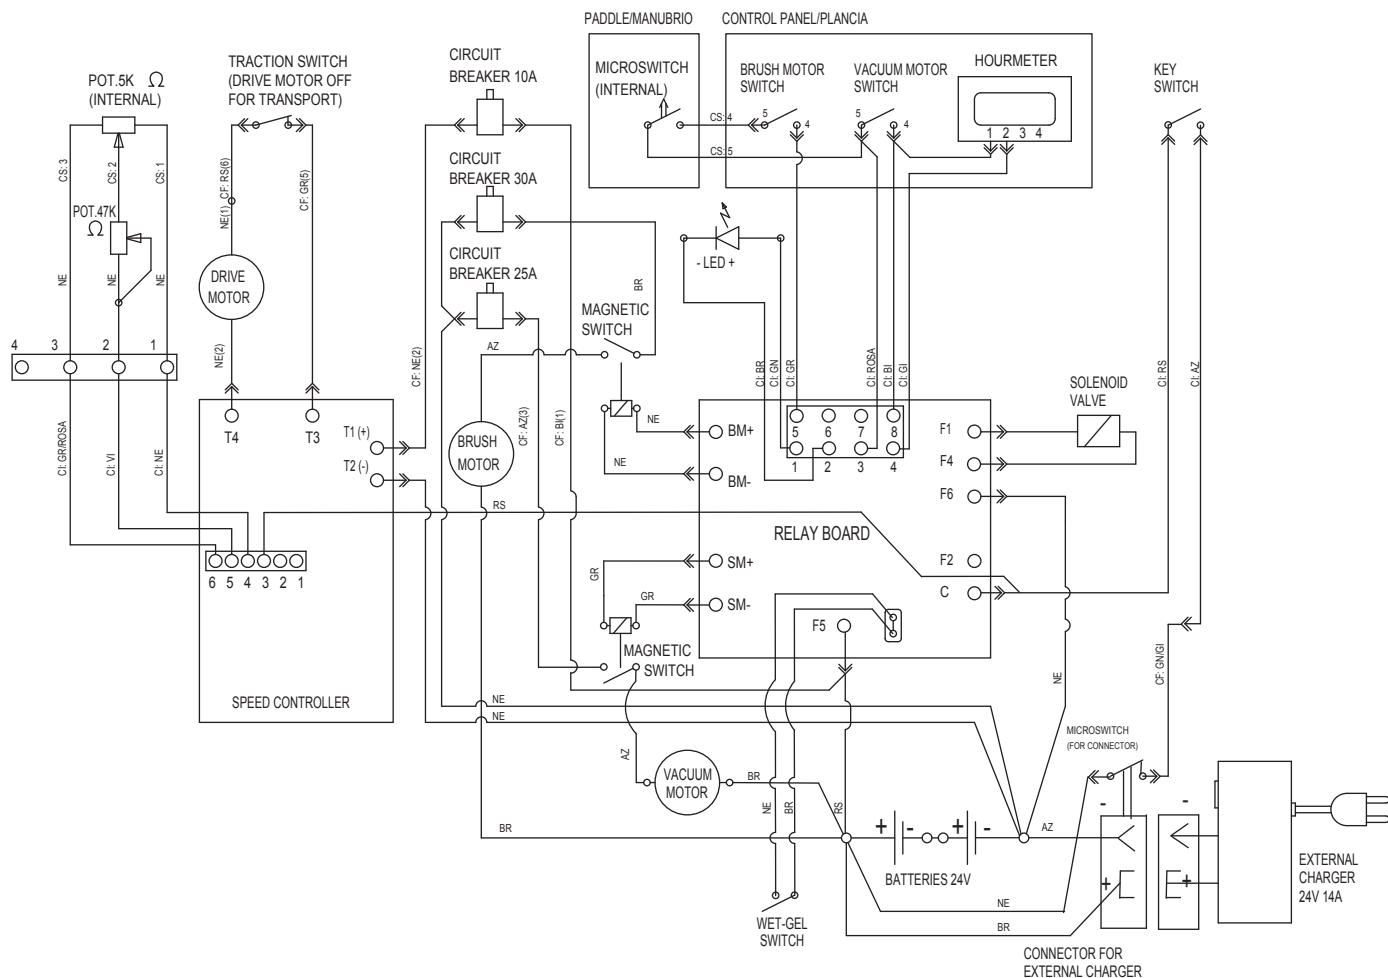 PADDLE/MANUBRIO
CONTROL PANEL/PLANCIA
POT.5K Ω
(INTERNAL)
TRACTION SWITCH
(DRIVE MOTOR OFF
FOR TRANSPORT)
CIRCUIT
BREAKER 10A
MICROSWITCH
(INTERNAL)
BRUSH MOTOR
SWITCH
VACUUM MOTOR
SWITCH
HOURMETER
KEY
SWITCH
5
4
5
4
1 2 3 4
CS: 4
CS: 5
CS: 3
CS: 2
CS: 1
CF: RS(6)
NE(1)
CF: GR(5)
CIRCUIT
BREAKER 30A
POT.47K
Ω
NE
NE
NE
DRIVE
MOTOR
NE(2)
CIRCUIT
BREAKER 25A
- LED +
BR
MAGNETIC
SWITCH
AZ
4 3 2 1
CF: NE(2)
CI: BR
CI: GN
CI: GR
CI: ROSA
CI: BI
CI: GI
CI: RS
CI: AZ
SOLENOID
VALVE
T4
T3
T1 (+)
T2 (-)
CI: GR/ROSA
CI: VI
CI: NE
BRUSH
MOTOR
CF: AZ(3)
CF: BI(1)
NE
NE
BM+
BM-
5 6 7 8
1 2 3 4
F1
F4
F6
RS
RELAY BOARD
F2
C
6 5 4 3 2 1
GR
GR
SM+
SM-
F5
MAGNETIC
SWITCH
SPEED CONTROLLER
NE
NE
NE
CF: GN/GI
MICROSWITCH
(FOR CONNECTOR)
AZ
VACUUM
MOTOR
BR
NE
BR
RS
BR
+ - + -
AZ
BATTERIES 24V
- -
+ +
EXTERNAL
CHARGER
24V 14A
NE
BR
WET-GEL
SWITCH
CONNECTOR FOR
EXTERNAL CHARGER